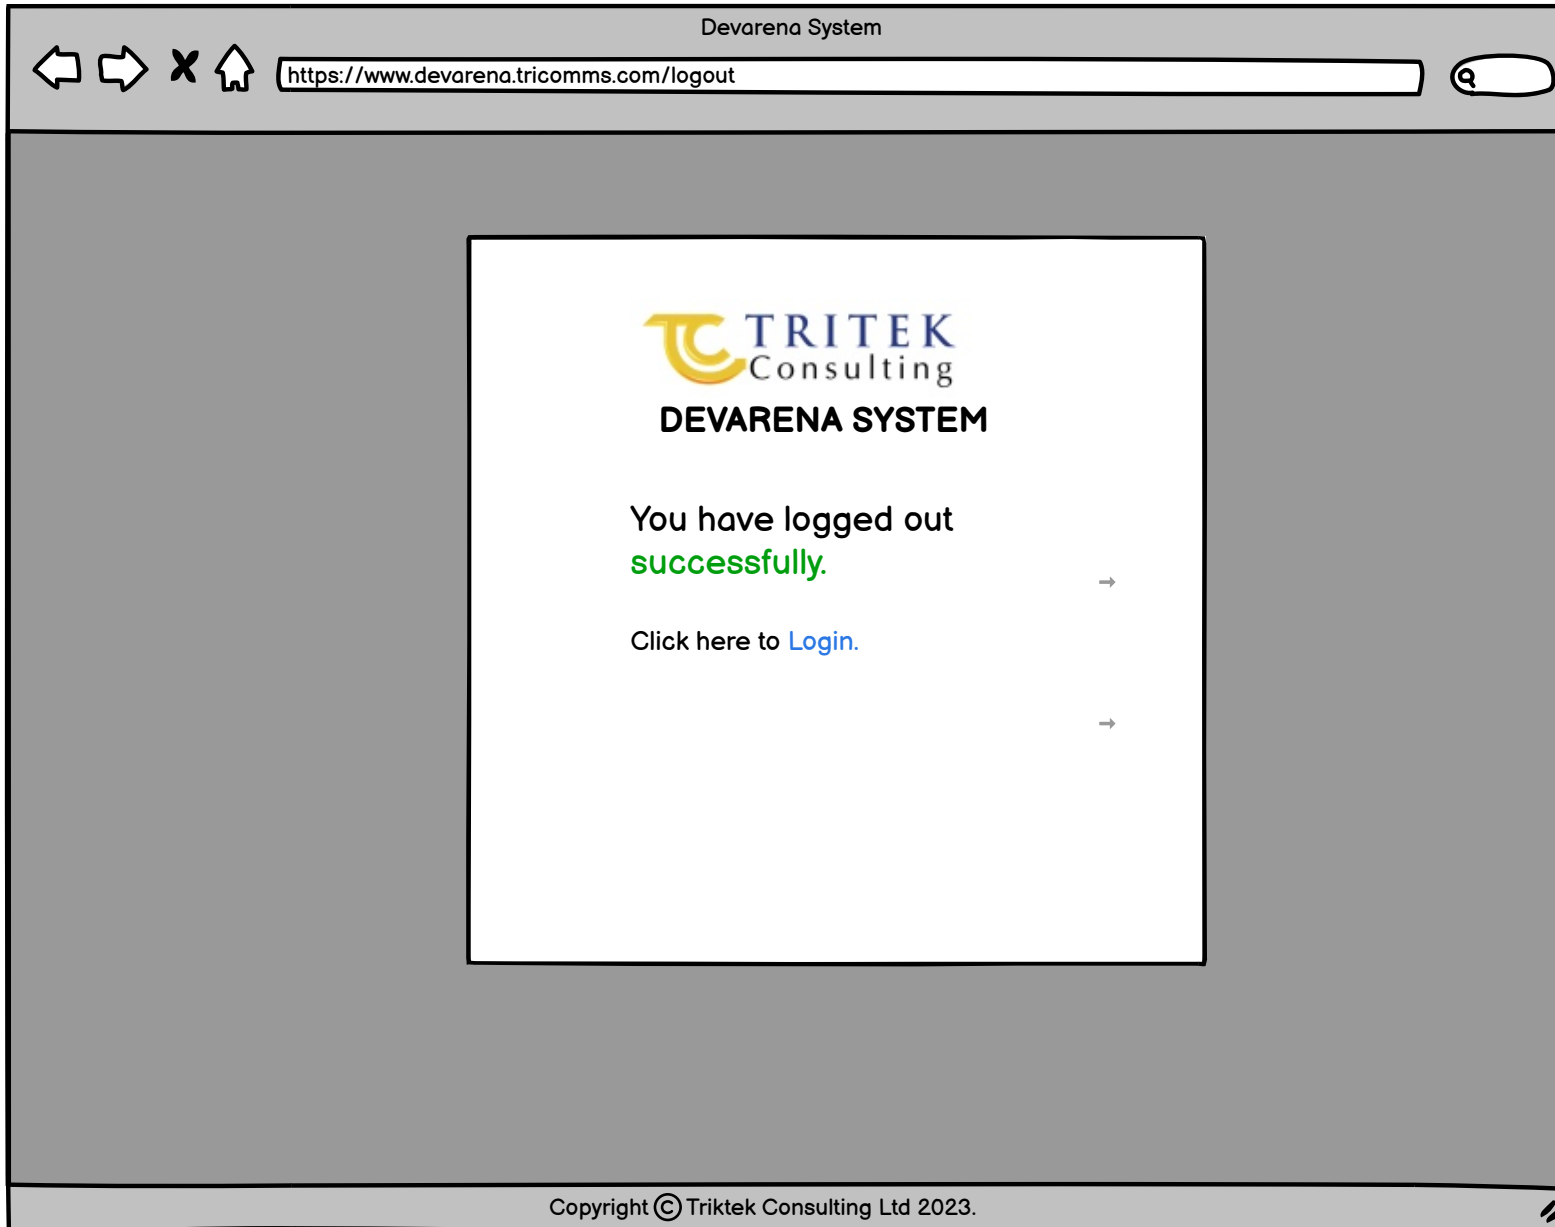 Devarena System
https://www.devarena.tricomms.com/logout
TC TRITEK
Consulting
DEVARENA SYSTEM
You have logged out
successfully.
Click here to Login.
Copyright © Triktek Consulting Ltd 2023.